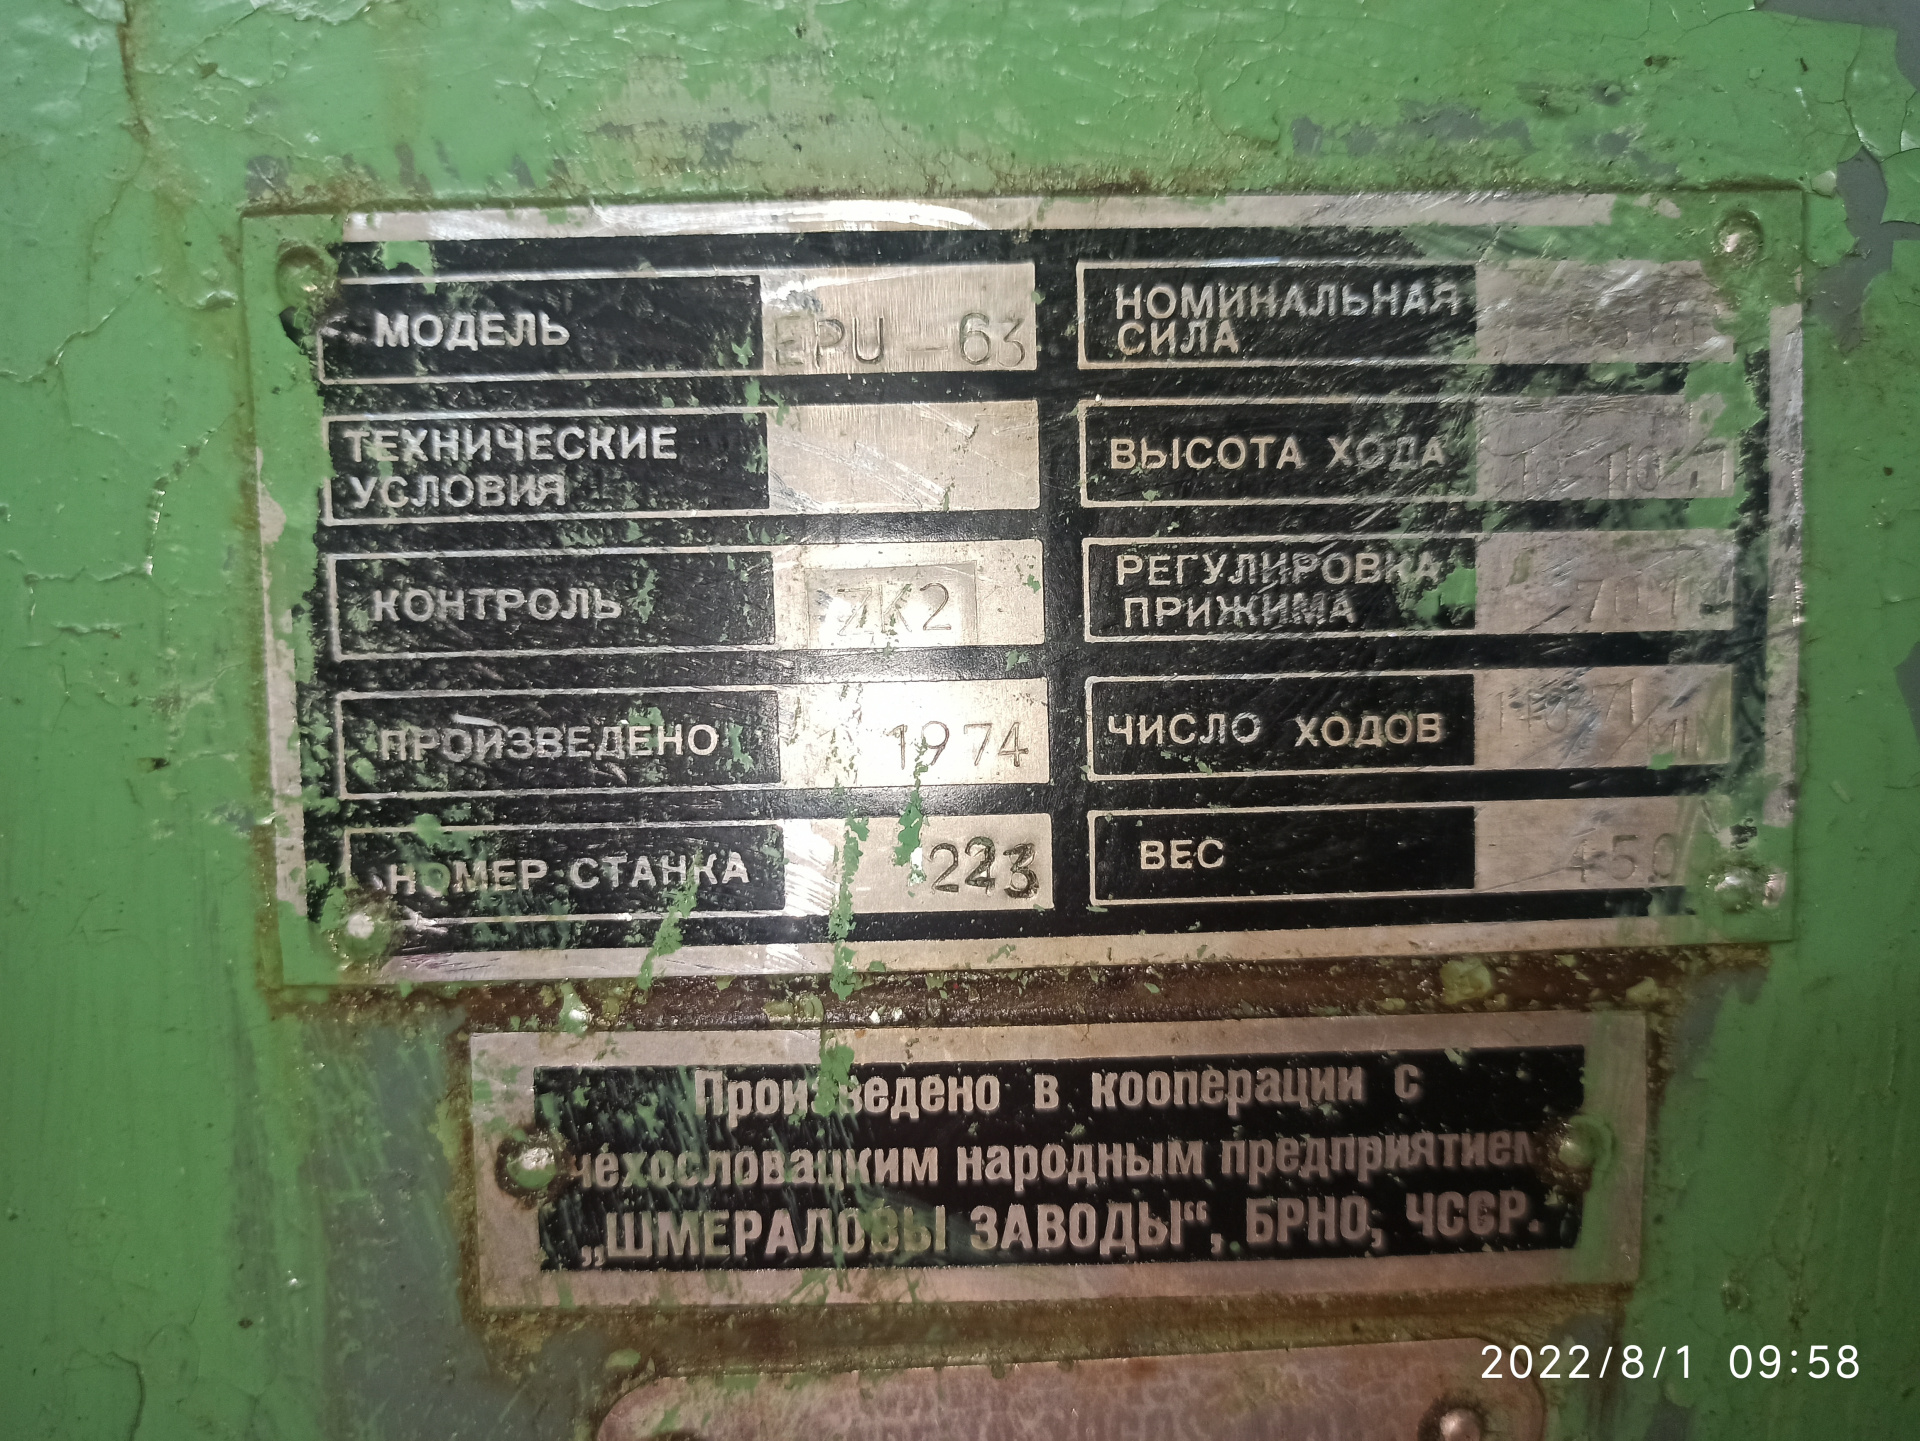 МОДЕЛЬ EPU - 63
ТЕХНИЧЕСКИЕ
УСЛОВИЯ
КОНТРОЛЬ ZK2
ПРОИЗВЕДЕНО 1974
НОМЕР СТАНКА 223
НОМИНАЛЬНАЯ
СИЛА
ВЫСОТА ХОДА
РЕГУЛИРОВКА
ПРИЖИМА
ЧИСЛО ХОДОВ
ВЕС
Произведено в кооперации с
чехословацким народным предприятием
„ШМЕРАЛОВЫ ЗАВОДЫ“, БРНО, ЧССР.
2022/8/1 09:58